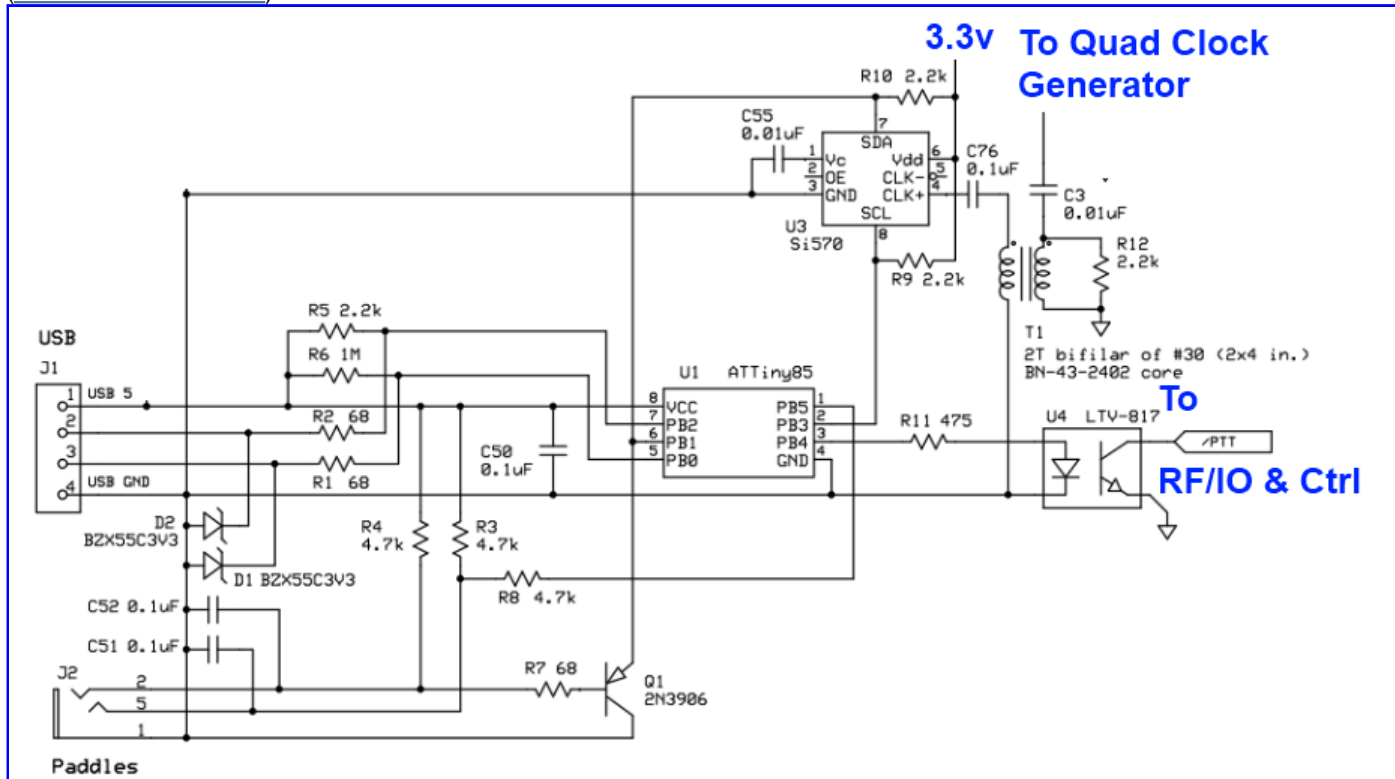 3.3v To Quad Clock
Generator
R10 2.2k
C55
0.01uF
7
SDA
1 Vc Vdd 6
2 OE CLK- 5
3 GND CLK+ 4
SCL
8
U3
Si570
C76
0.1uF
C3
0.01uF
R12
2.2k
R9 2.2k
T1
2T bifilar of #30 (2x4 in.)
BN-43-2402 core
R5 2.2k
R6 1M
USB
J1
1 USB 5
2
3
4 USB GND
R2 68
R1 68
C50
0.1uF
U1 ATTiny85
8 VCC PB5 1
7 PB2 PB3 2
6 PB1 PB4 3
5 PB0 GND 4
R11 475
To
U4 LTV-817
/PTT
RF/IO & Ctrl
D2
BZX55C3V3
D1 BZX55C3V3
R4
4.7k
R3
4.7k
R8 4.7k
C52 0.1uF
C51 0.1uF
J2
2
5
1
R7 68
Q1
2N3906
Paddles